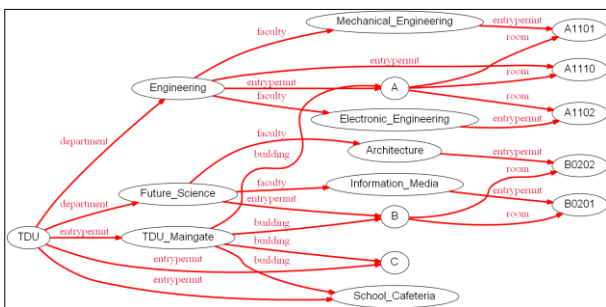 Mechanical_Engineering
entrypermit
A1101
faculty
room
entrypermit
A1110
Engineering
entrypermit
A
room
faculty
room
A1102
Electronic_Engineering
entrypermit
department
faculty
Architecture
building
entrypermit
B0202
Future_Science
faculty
Information_Media
room
entrypermit
department
entrypermit
B0201
building
B
room
TDU
entrypermit
TDU_Maingate
building
entrypermit
building
C
entrypermit
School_Cafeteria